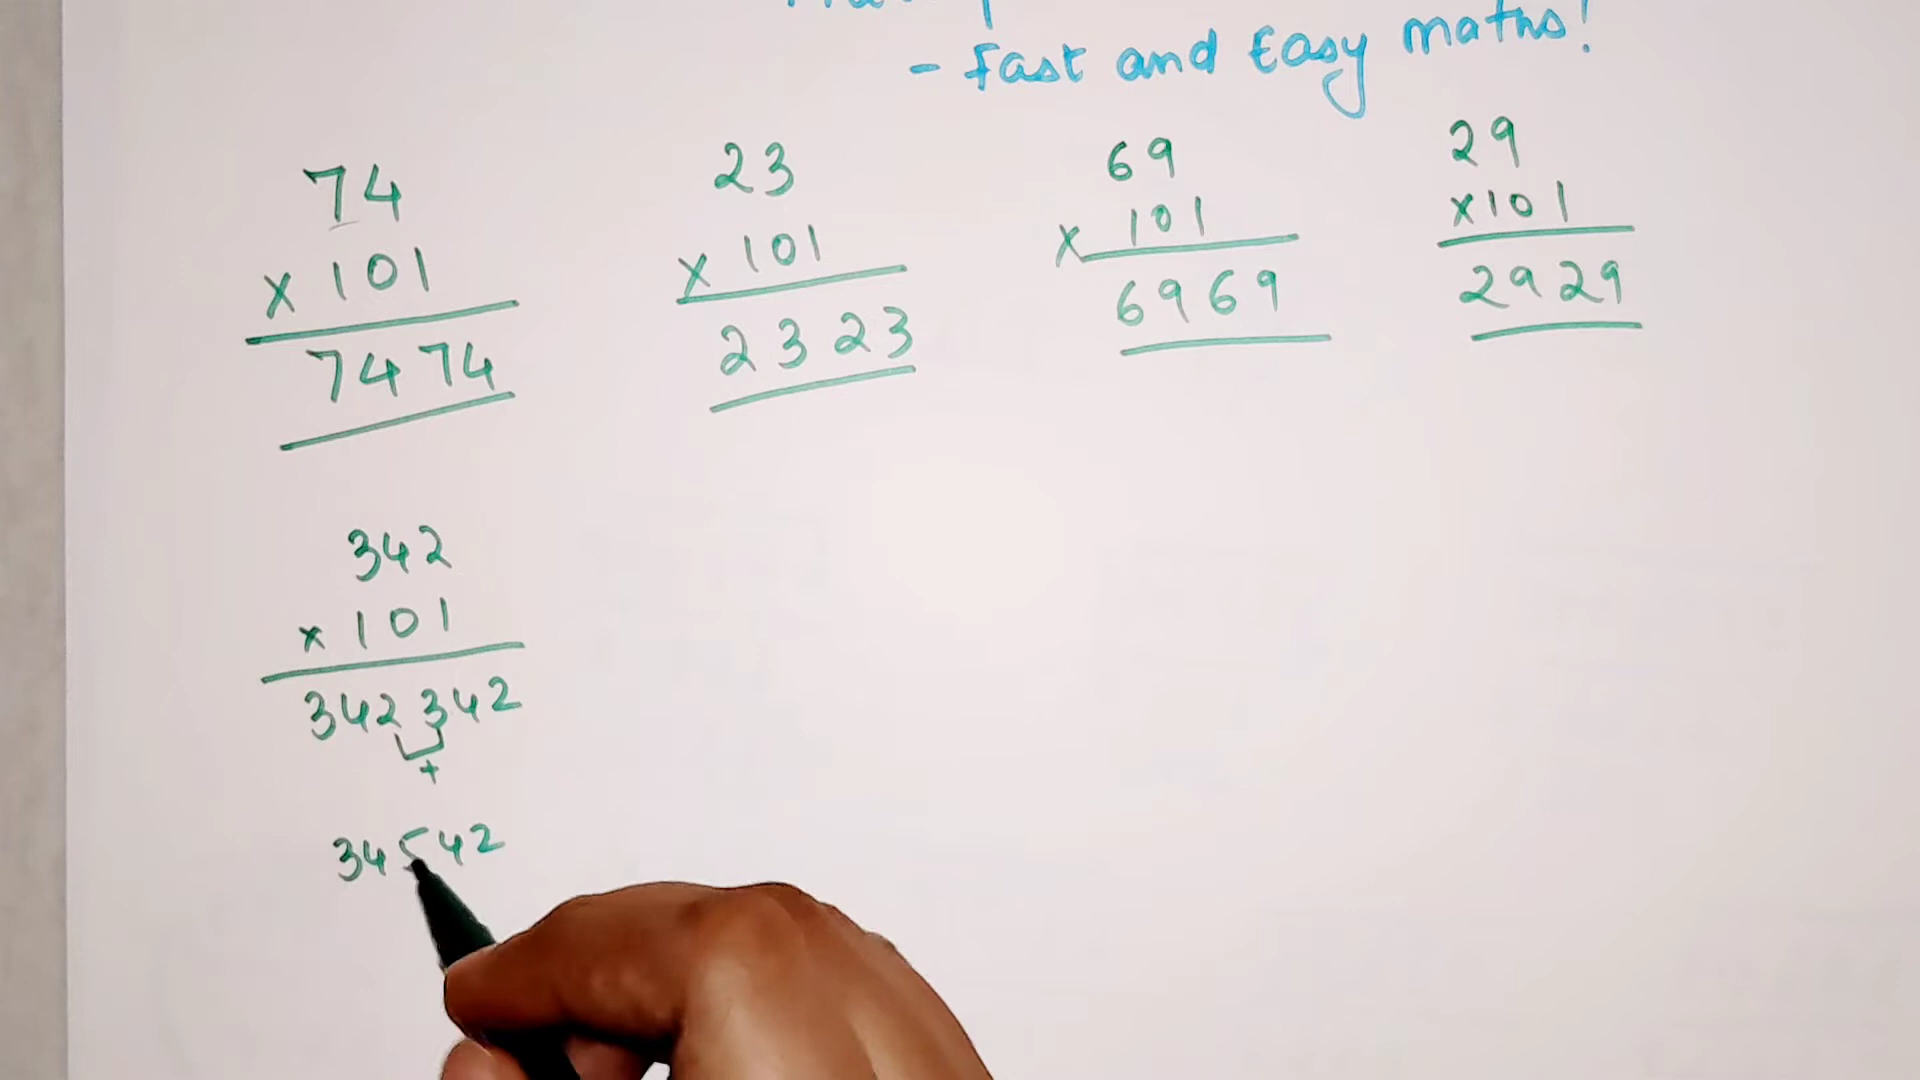 - Fast and Easy maths!
74
x 101
7474
23
x 101
2323
69
x 101
6969
29
x 101
2929
342
x 101
342342
+
34542